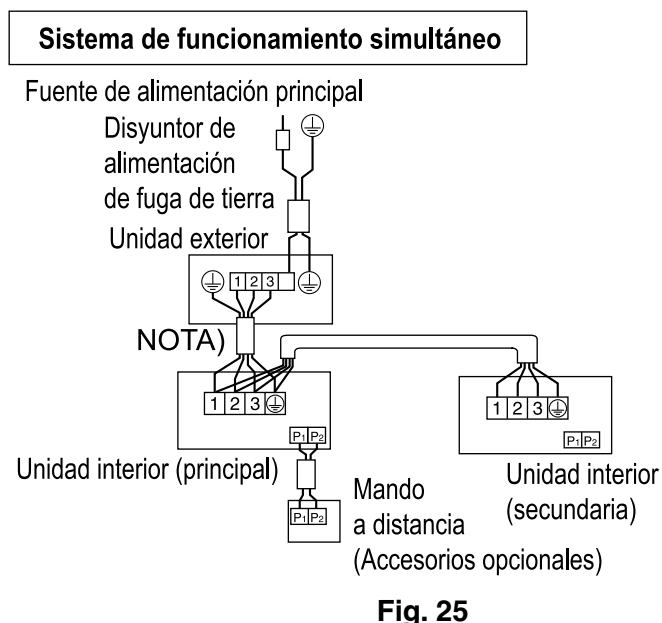 Sistema de funcionamiento simultáneo
Fuente de alimentación principal
Disyuntor de
alimentación
de fuga de tierra
Unidad exterior
1 2 3
NOTA)
1 2 3
P1 P2
1 2 3
P1 P2
Unidad interior (principal)
P1 P2
Mando
a distancia
(Accesorios opcionales)
Unidad interior
(secundaria)
Fig. 25